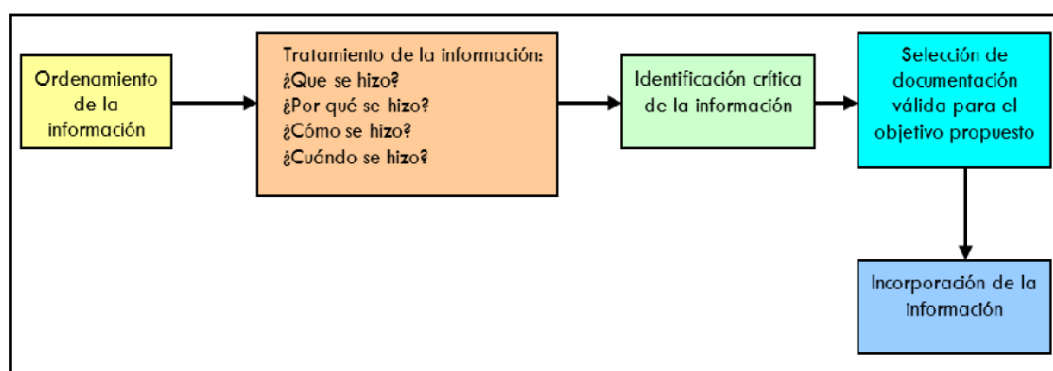 Ordenamiento
de la
información
Tratamiento de la información:
¿Que se hizo?
¿Por qué se hizo?
¿Cómo se hizo?
¿Cuándo se hizo?
Identificación crítica
de la información
Selección de
documentación
válida para el
objetivo propuesto
Incorporación de la
información